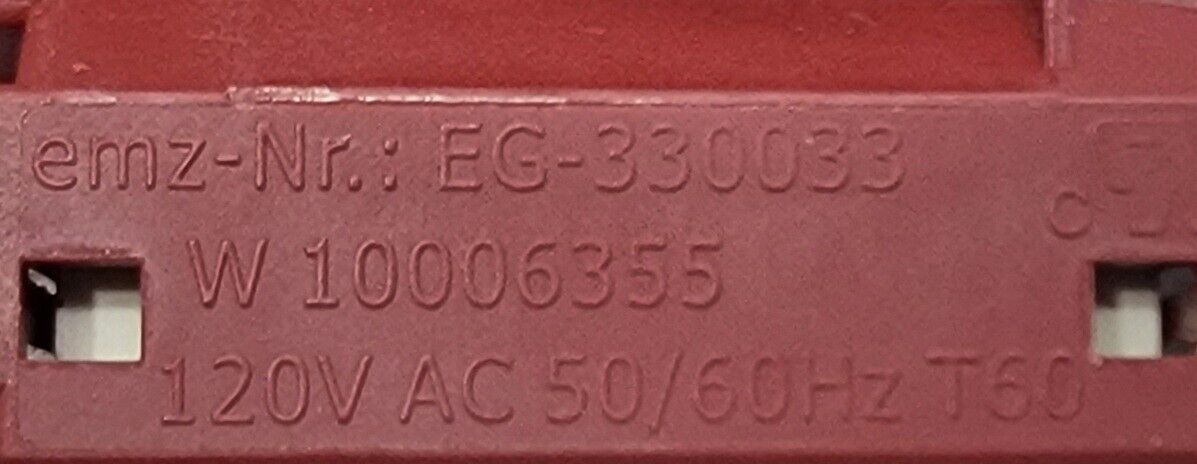 emz-Nr.: EG-330033
W 10006355
120V AC 50/60Hz T60